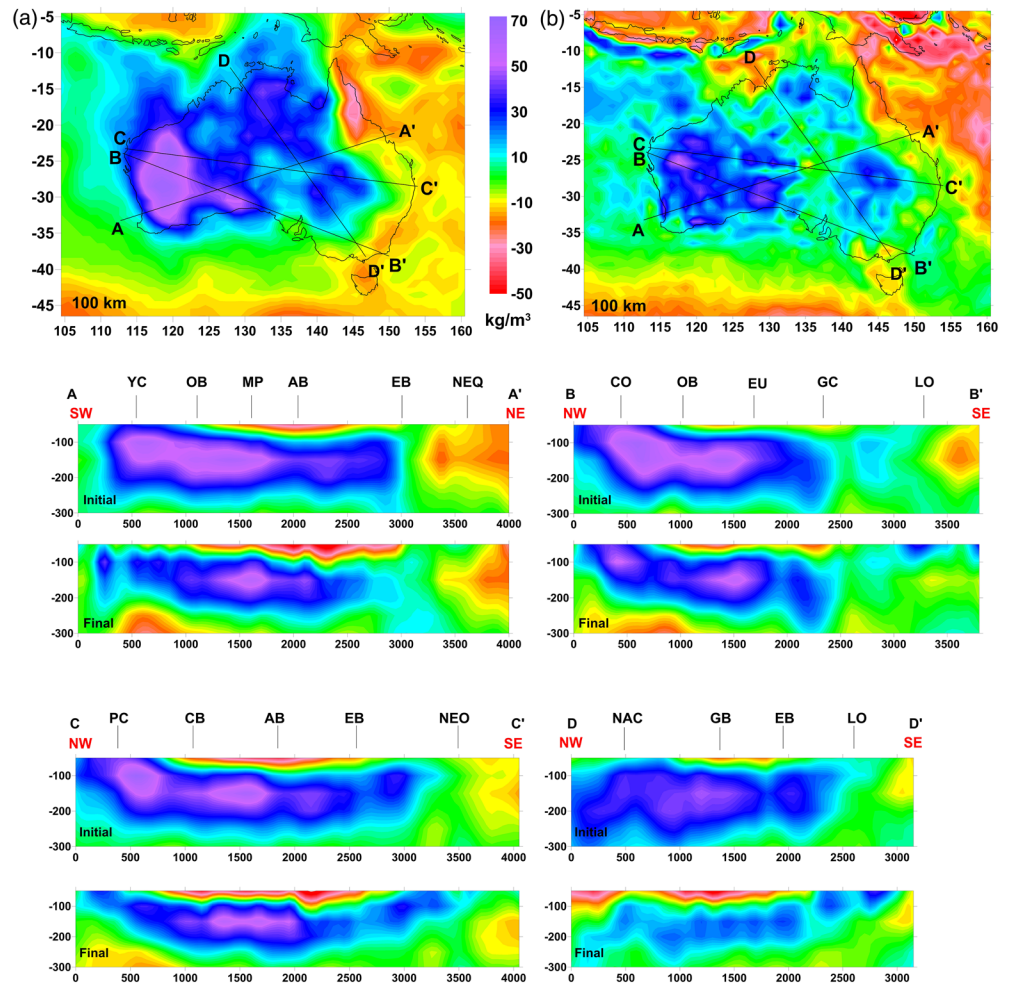 (a)
-5
-10
-15
-20
-25
-30
-35
-40
-45
D
C
B
A
A'
C'
B'
D'
100 km
105 110 115 120 125 130 135 140 145 150 155 160
70
50
30
10
-10
-30
-50
kg/m³
(b)
-5
-10
-15
-20
-25
-30
-35
-40
-45
D
C
B
A
A'
C'
B'
D'
100 km
105 110 115 120 125 130 135 140 145 150 155 160
A YC OB MP AB EB NEQ A'
SW NE
-100
-200
-300
Initial
0 500 1000 1500 2000 2500 3000 3500 4000
-100
-200
-300
Final
0 500 1000 1500 2000 2500 3000 3500 4000
B CO OB EU GC LO B'
NW SE
-100
-200
-300
Initial
0 500 1000 1500 2000 2500 3000 3500
-100
-200
-300
Final
0 500 1000 1500 2000 2500 3000 3500
C PC CB AB EB NEO C'
NW SE
-100
-200
-300
Initial
0 500 1000 1500 2000 2500 3000 3500 4000
-100
-200
-300
Final
0 500 1000 1500 2000 2500 3000 3500 4000
D NAC GB EB LO D'
NW SE
-100
-200
-300
Initial
0 500 1000 1500 2000 2500 3000
-100
-200
-300
Final
0 500 1000 1500 2000 2500 3000